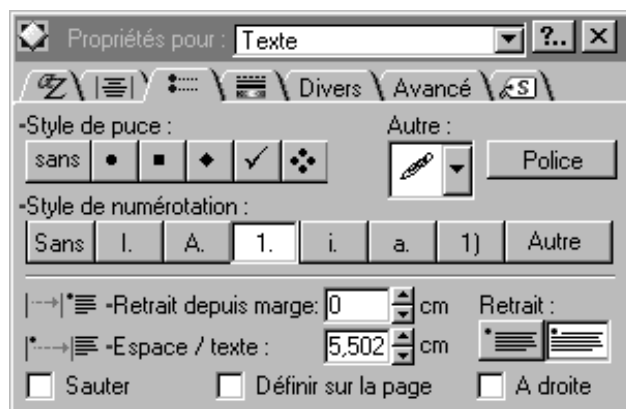 Propriétés pour : Texte ?..
Divers Avancé S
Style de puce : Autre :
sans Police
Style de numérotation :
Sans I. A. 1. i. a. 1) Autre
Retrait depuis marge: 0 cm Retrait :
Espace / texte : 5,502 cm
Sauter Définir sur la page A droite